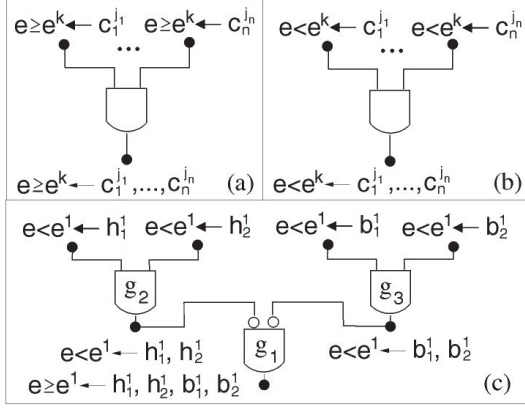 e≥e^k ← c_1^{j_1} ... e≥e^k ← c_n^{j_n}
e≥e^k ← c_1^{j_1},...,c_n^{j_n} (a)
e<e^k ← c_1^{j_1} ... e<e^k ← c_n^{j_n}
e<e^k ← c_1^{j_1},...,c_n^{j_n} (b)
e<e^1 ← h_1^1 e<e^1 ← h_2^1 e<e^1 ← b_1^1 e<e^1 ← b_2^1
g_2 g_3
g_1
e<e^1 ← h_1^1, h_2^1 e<e^1 ← b_1^1, b_2^1
e≥e^1 ← h_1^1, h_2^1, b_1^1, b_2^1 (c)